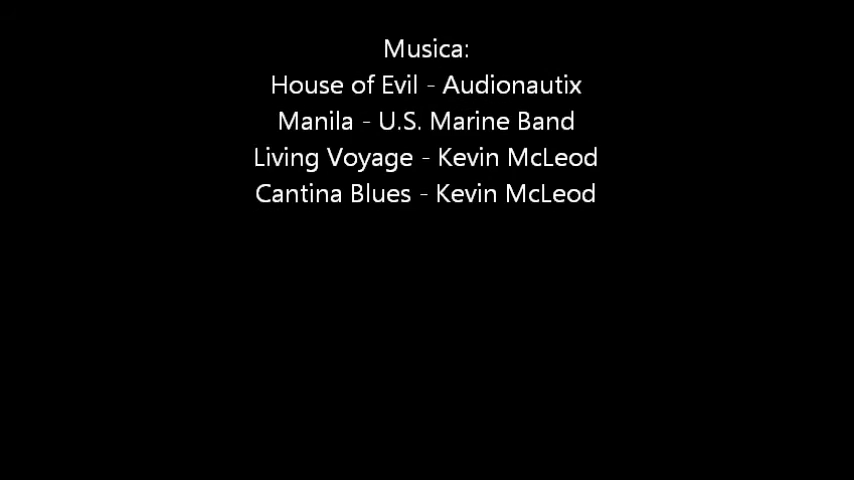 Musica:
House of Evil - Audionautix
Manila - U.S. Marine Band
Living Voyage - Kevin McLeod
Cantina Blues - Kevin McLeod